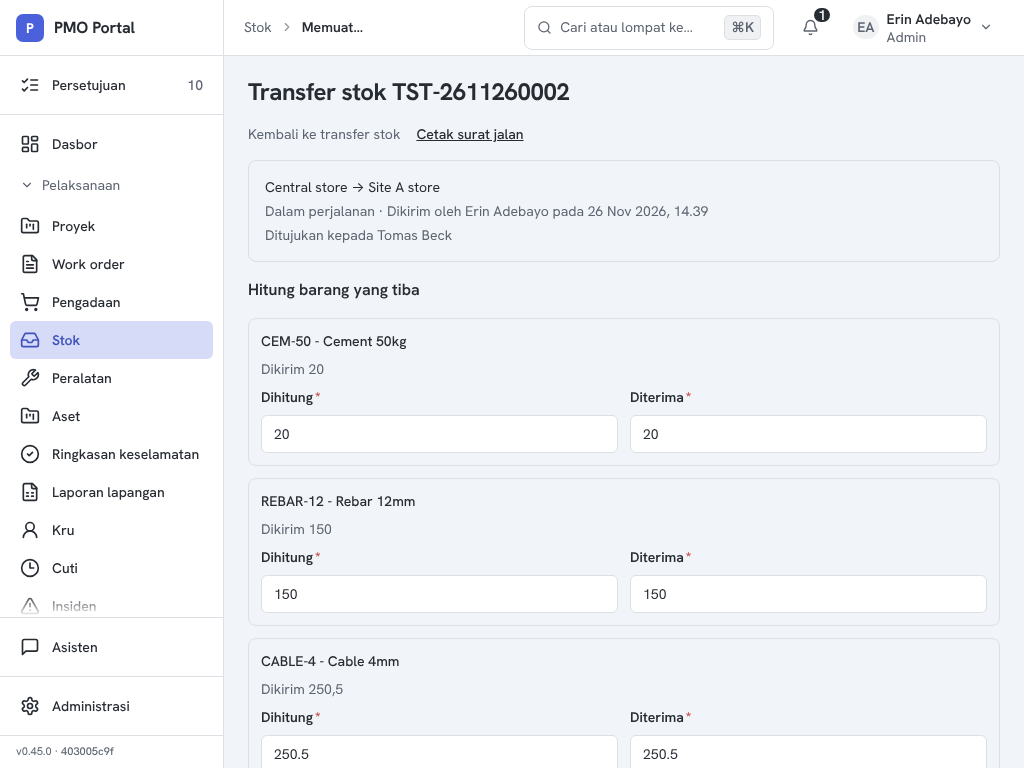 P PMO Portal
Stok > Memuat...
Cari atau lompat ke... ⌘K
1
EA Erin Adebayo
Admin
Persetujuan 10
Dasbor
Pelaksanaan
Proyek
Work order
Pengadaan
Stok
Peralatan
Aset
Ringkasan keselamatan
Laporan lapangan
Kru
Cuti
Insiden
Asisten
Administrasi
v0.45.0 · 403005c9f
Transfer stok TST-2611260002
Kembali ke transfer stok Cetak surat jalan
Central store → Site A store
Dalam perjalanan · Dikirim oleh Erin Adebayo pada 26 Nov 2026, 14.39
Ditujukan kepada Tomas Beck
Hitung barang yang tiba
CEM-50 - Cement 50kg
Dikirim 20
Dihitung* Diterima*
20 20
REBAR-12 - Rebar 12mm
Dikirim 150
Dihitung* Diterima*
150 150
CABLE-4 - Cable 4mm
Dikirim 250,5
Dihitung* Diterima*
250.5 250.5